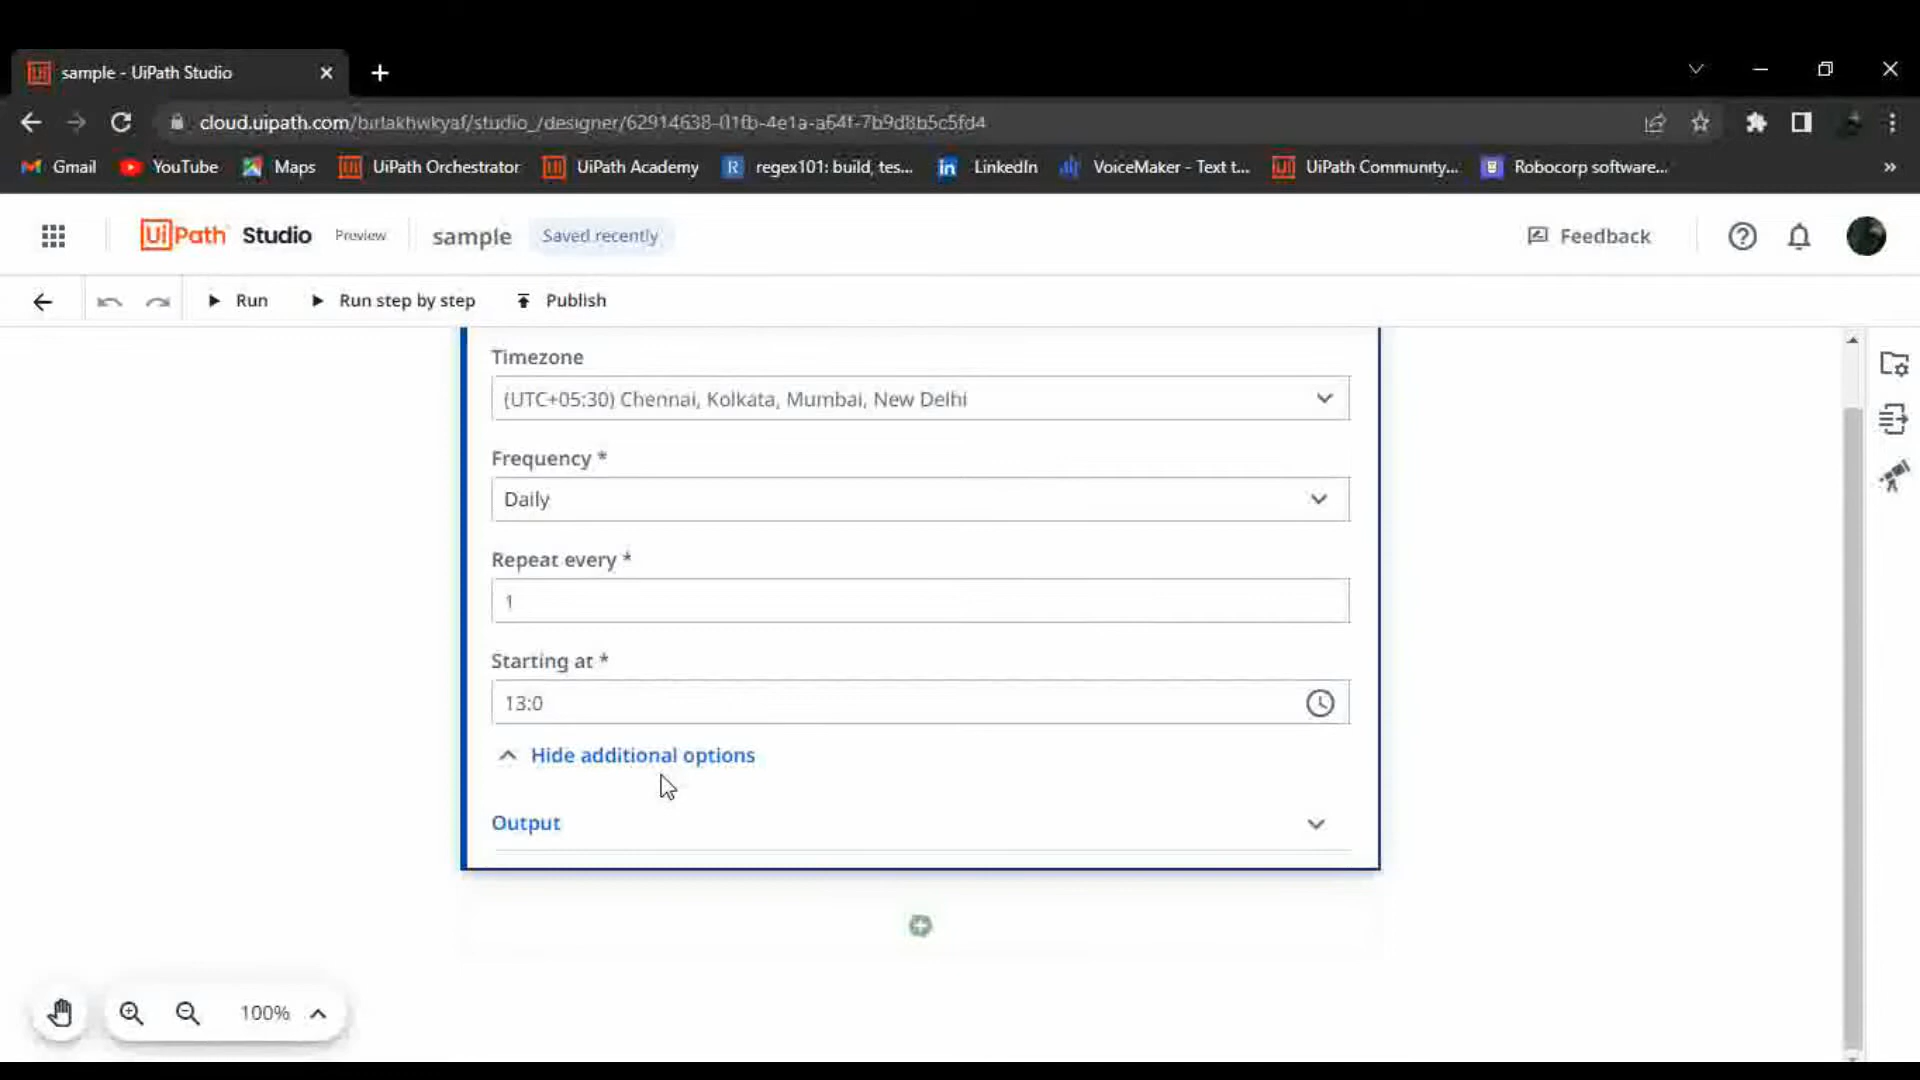 sample - UiPath Studio
cloud.uipath.com/birlakhwkyaf/studio_/designer/62914638-01fb-4e1a-a64f-7b9d8b5c5fd4
Gmail YouTube Maps UiPath Orchestrator UiPath Academy regex101: build, tes... LinkedIn VoiceMaker - Text t... UiPath Community... Robocorp software... »
UiPath Studio Preview sample Saved recently Feedback
Run Run step by step Publish
Timezone
(UTC+05:30) Chennai, Kolkata, Mumbai, New Delhi
Frequency *
Daily
Repeat every *
1
Starting at *
13:0
Hide additional options
Output
100%